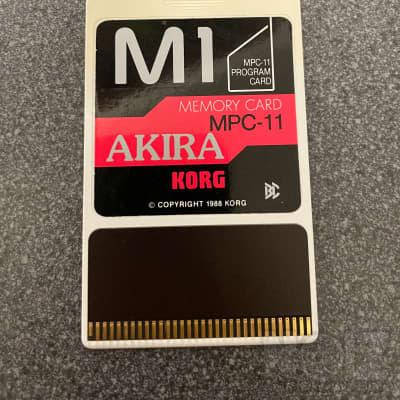 M1
MPC-11
PROGRAM
CARD
MEMORY CARD
MPC-11
AKIRA
KORG
© COPYRIGHT 1988 KORG